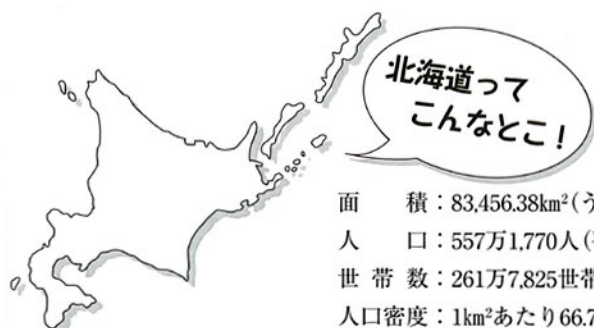 北海道って
こんなとこ！
面　　積：83,456.38km²(う
人　　口：557万1,770人(
世 帯 数：261万7,825世帯
人口密度：1km²あたり66.7